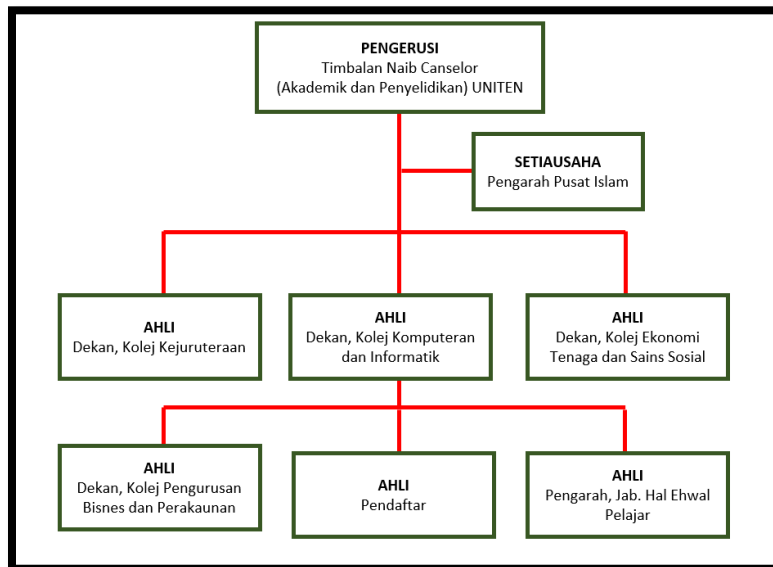 PENGERUSI
Timbalan Naib Canselor
(Akademik dan Penyelidikan) UNITEN
SETIAUSAHA
Pengarah Pusat Islam
AHLI
Dekan, Kolej Kejuruteraan
AHLI
Dekan, Kolej Komputeran
dan Informatik
AHLI
Dekan, Kolej Ekonomi
Tenaga dan Sains Sosial
AHLI
Dekan, Kolej Pengurusan
Bisnes dan Perakaunan
AHLI
Pendaftar
AHLI
Pengarah, Jab. Hal Ehwal
Pelajar